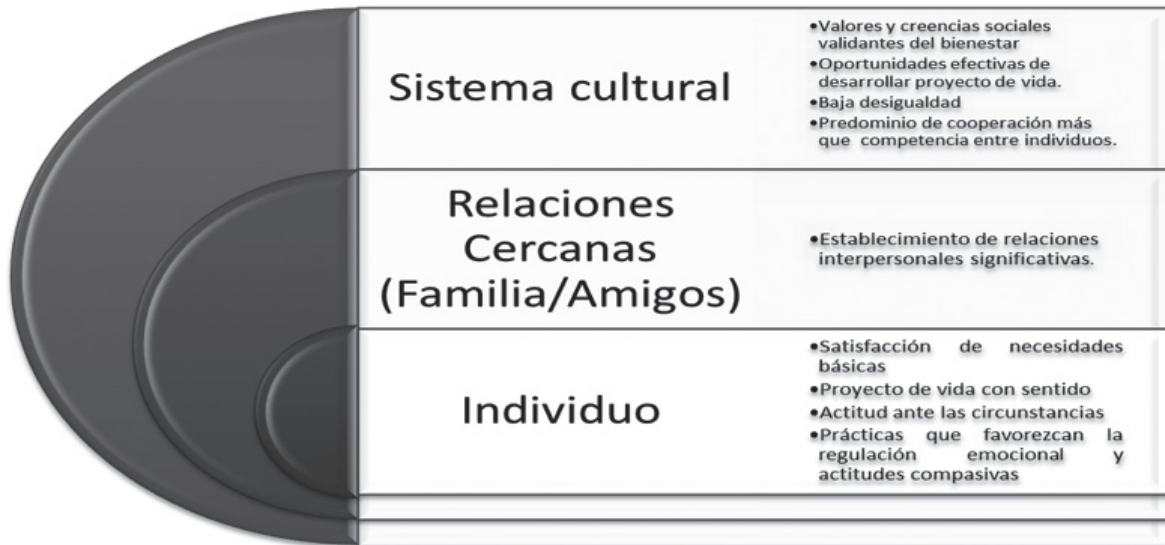 Sistema cultural
•Valores y creencias sociales
validantes del bienestar
•Oportunidades efectivas de
desarrollar proyecto de vida.
•Baja desigualdad
•Predominio de cooperación más
que competencia entre individuos.
Relaciones
Cercanas
(Familia/Amigos)
•Establecimiento de relaciones
interpersonales significativas.
Individuo
•Satisfacción de necesidades
básicas
•Proyecto de vida con sentido
•Actitud ante las circunstancias
•Prácticas que favorezcan la
regulación emocional y
actitudes compasivas